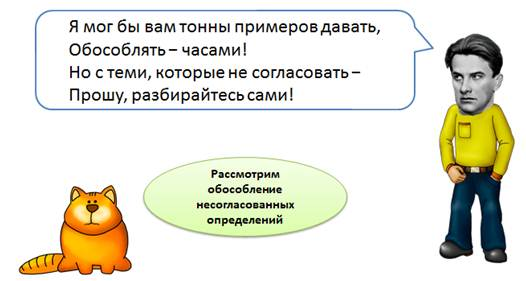 Я мог бы вам тонны примеров давать,
Обособлять – часами!
Но с теми, которые не согласовать –
Прошу, разбирайтесь сами!
Рассмотрим
обособление
несогласованных
определений